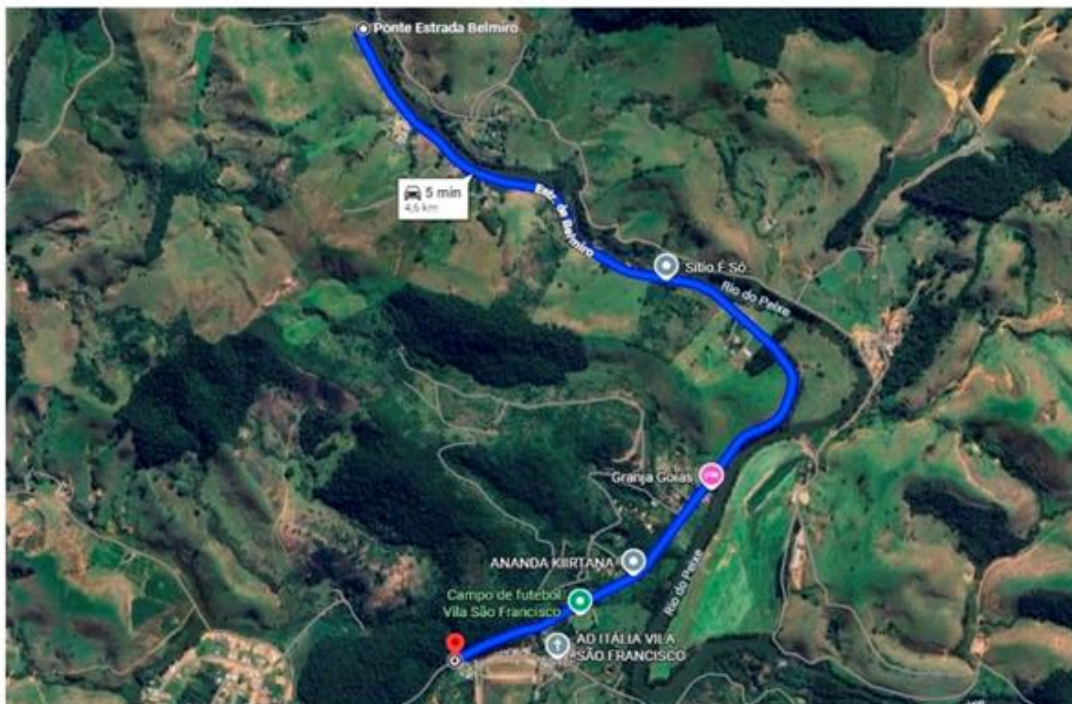 Ponte Estrada Belmiro
5 min
4,6 km
Estr. de Belmiro
Sítio É Só
Rio do Peixe
Granja Goiás
ANANDA KIIRTANA
Rio do Peixe
Campo de futebol
Vila São Francisco
AD ITÁLIA VILA
SÃO FRANCISCO